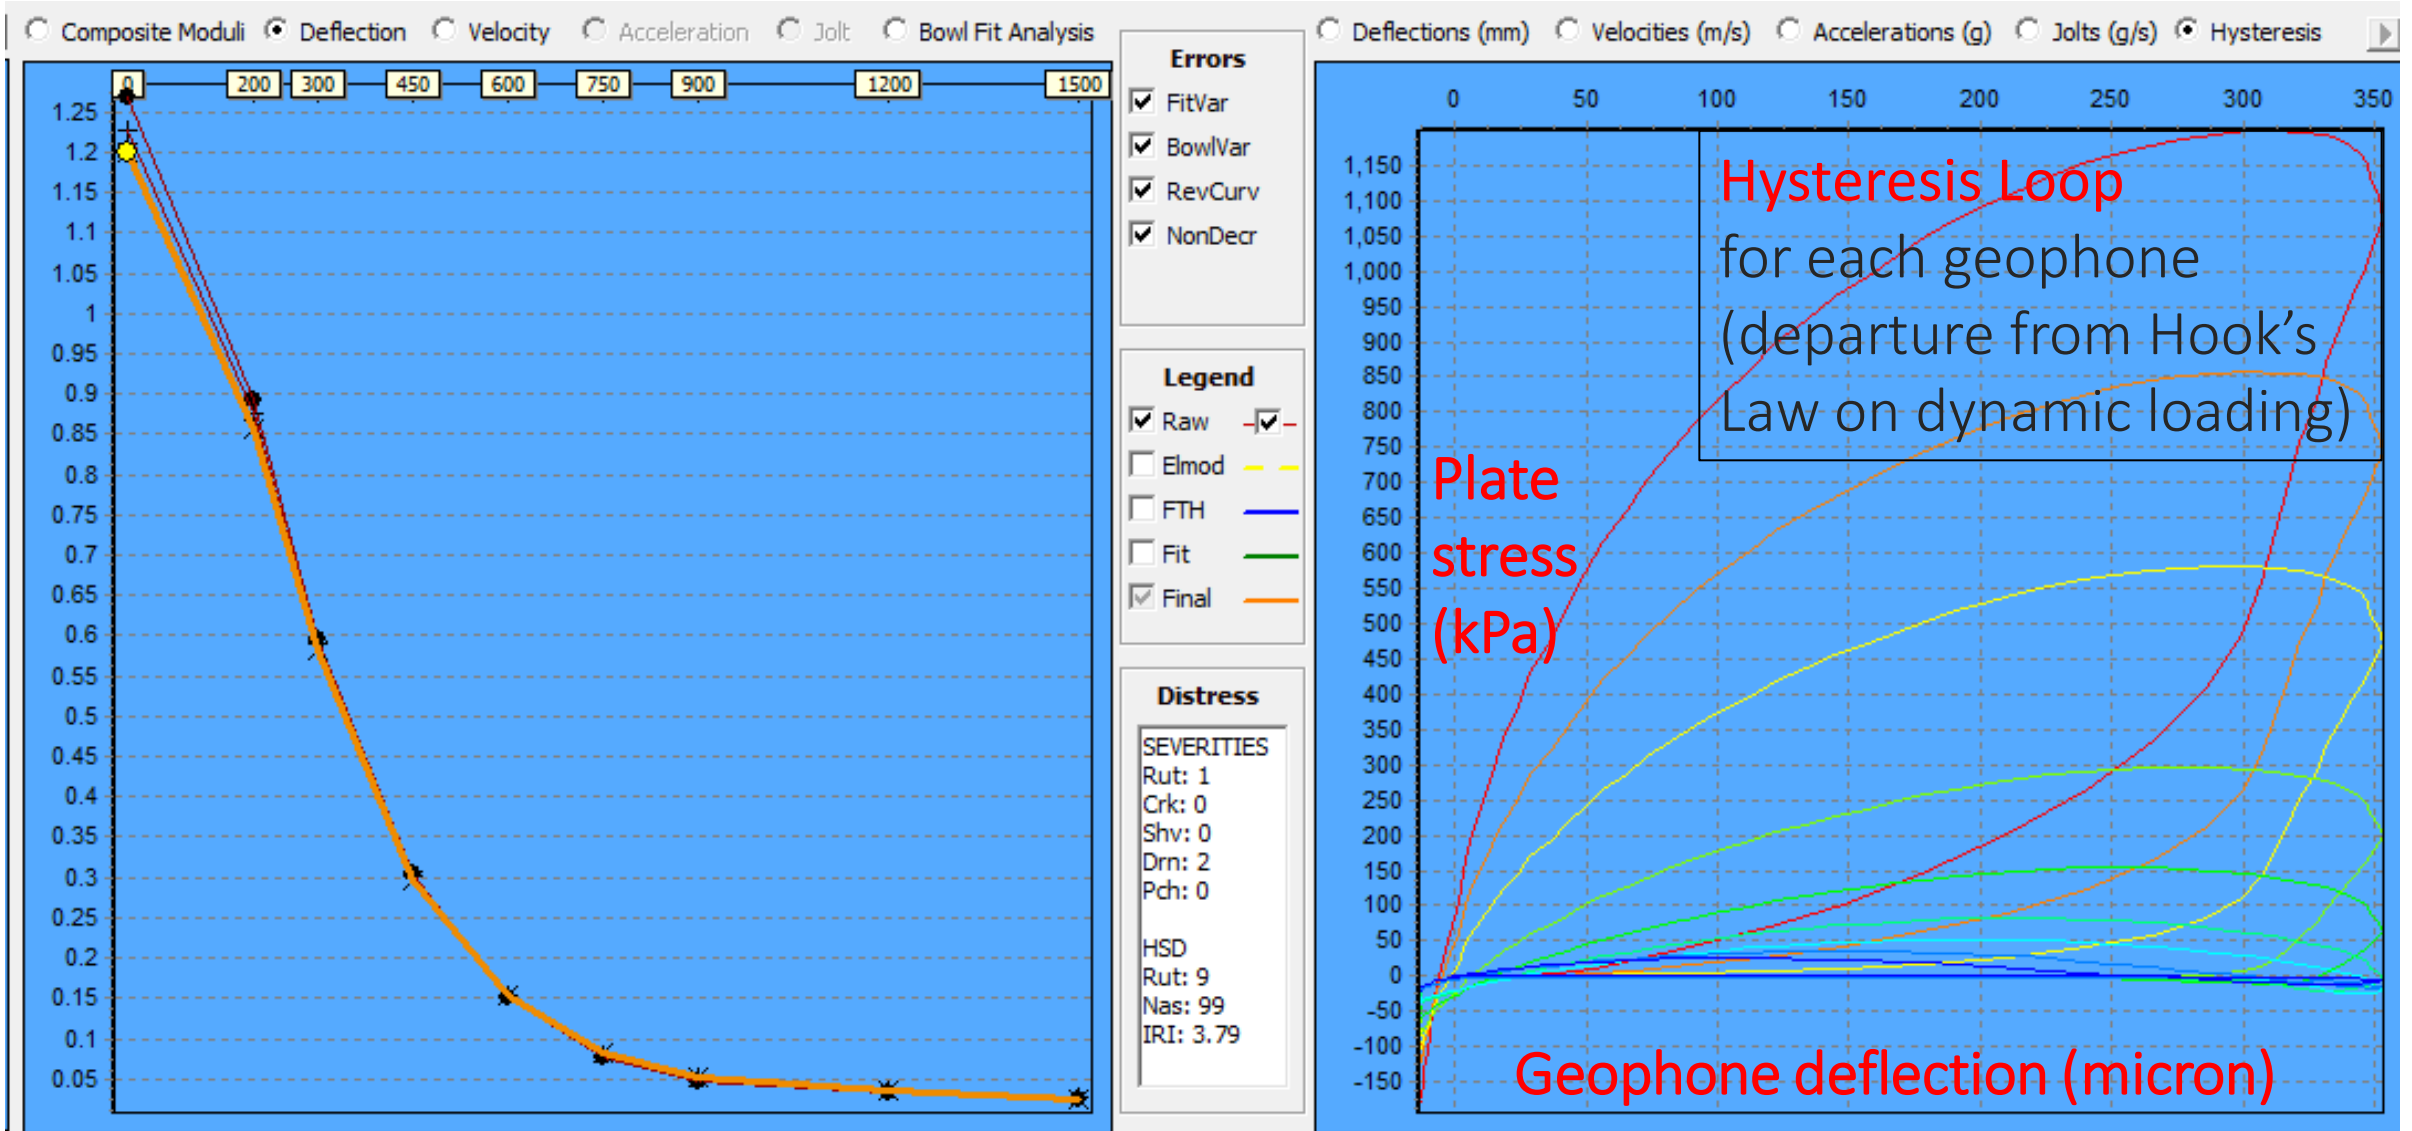 Composite Moduli Deflection Velocity Acceleration Jolt Bowl Fit Analysis
0 200 300 450 600 750 900 1200 1500
1.25
1.2
1.15
1.1
1.05
1
0.95
0.9
0.85
0.8
0.75
0.7
0.65
0.6
0.55
0.5
0.45
0.4
0.35
0.3
0.25
0.2
0.15
0.1
0.05
Errors
FitVar
BowlVar
RevCurv
NonDecr
Legend
Raw
Elmod
FTH
Fit
Final
Distress
SEVERITIES
Rut: 1
Crk: 0
Shv: 0
Drn: 2
Pch: 0
HSD
Rut: 9
Nas: 99
IRI: 3.79
Deflections (mm) Velocities (m/s) Accelerations (g) Jolts (g/s) Hysteresis
0 50 100 150 200 250 300 350
1,150
1,100
1,050
1,000
950
900
850
800
750
700
650
600
550
500
450
400
350
300
250
200
150
100
50
0
-50
-100
-150
Hysteresis Loop
for each geophone
(departure from Hook’s
Law on dynamic loading)
Plate
stress
(kPa)
Geophone deflection (micron)